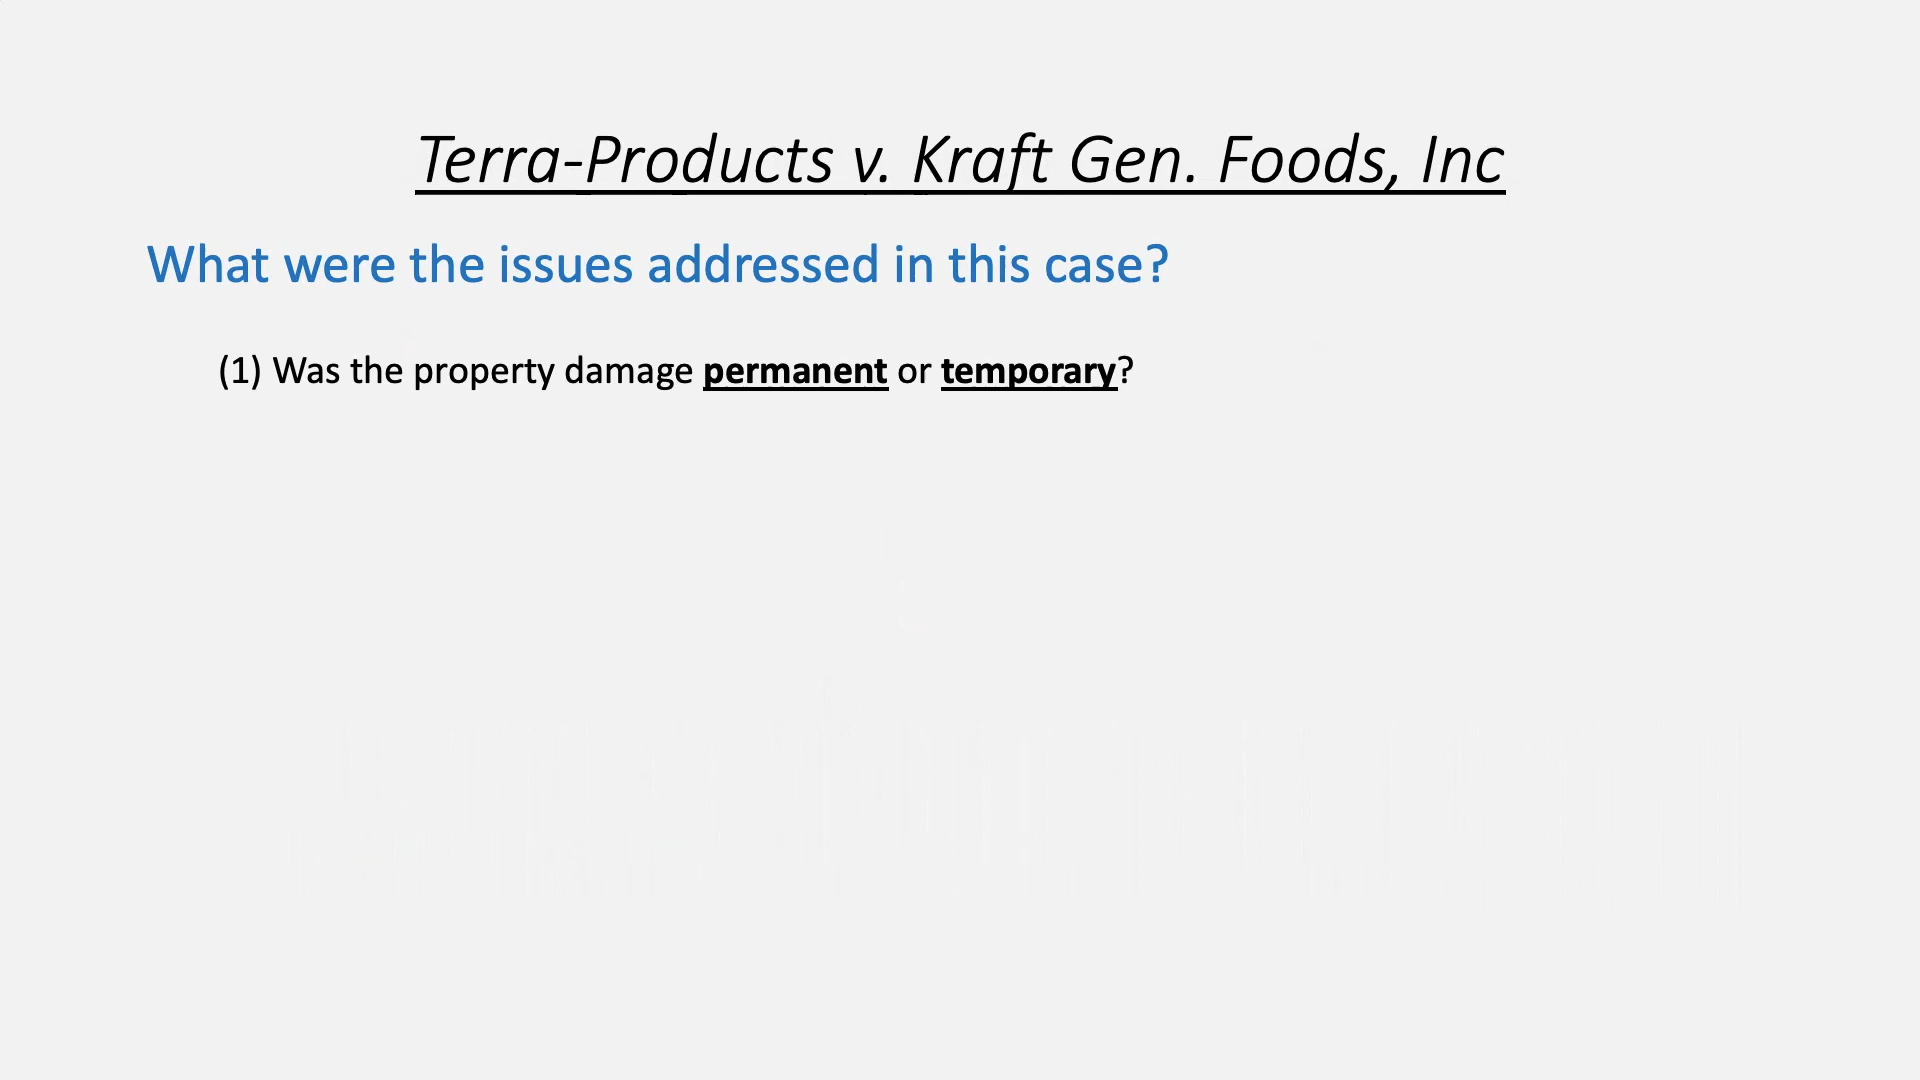 Terra-Products v. Kraft Gen. Foods, Inc
What were the issues addressed in this case?
(1) Was the property damage permanent or temporary?